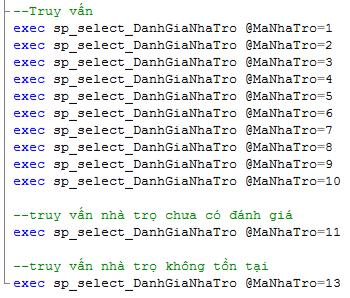 --Truy vấn
exec sp_select_DanhGiaNhaTro @MaNhaTro=1
exec sp_select_DanhGiaNhaTro @MaNhaTro=2
exec sp_select_DanhGiaNhaTro @MaNhaTro=3
exec sp_select_DanhGiaNhaTro @MaNhaTro=4
exec sp_select_DanhGiaNhaTro @MaNhaTro=5
exec sp_select_DanhGiaNhaTro @MaNhaTro=6
exec sp_select_DanhGiaNhaTro @MaNhaTro=7
exec sp_select_DanhGiaNhaTro @MaNhaTro=8
exec sp_select_DanhGiaNhaTro @MaNhaTro=9
exec sp_select_DanhGiaNhaTro @MaNhaTro=10
--truy vấn nhà trọ chưa có đánh giá
exec sp_select_DanhGiaNhaTro @MaNhaTro=11
--truy vấn nhà trọ không tồn tại
exec sp_select_DanhGiaNhaTro @MaNhaTro=13